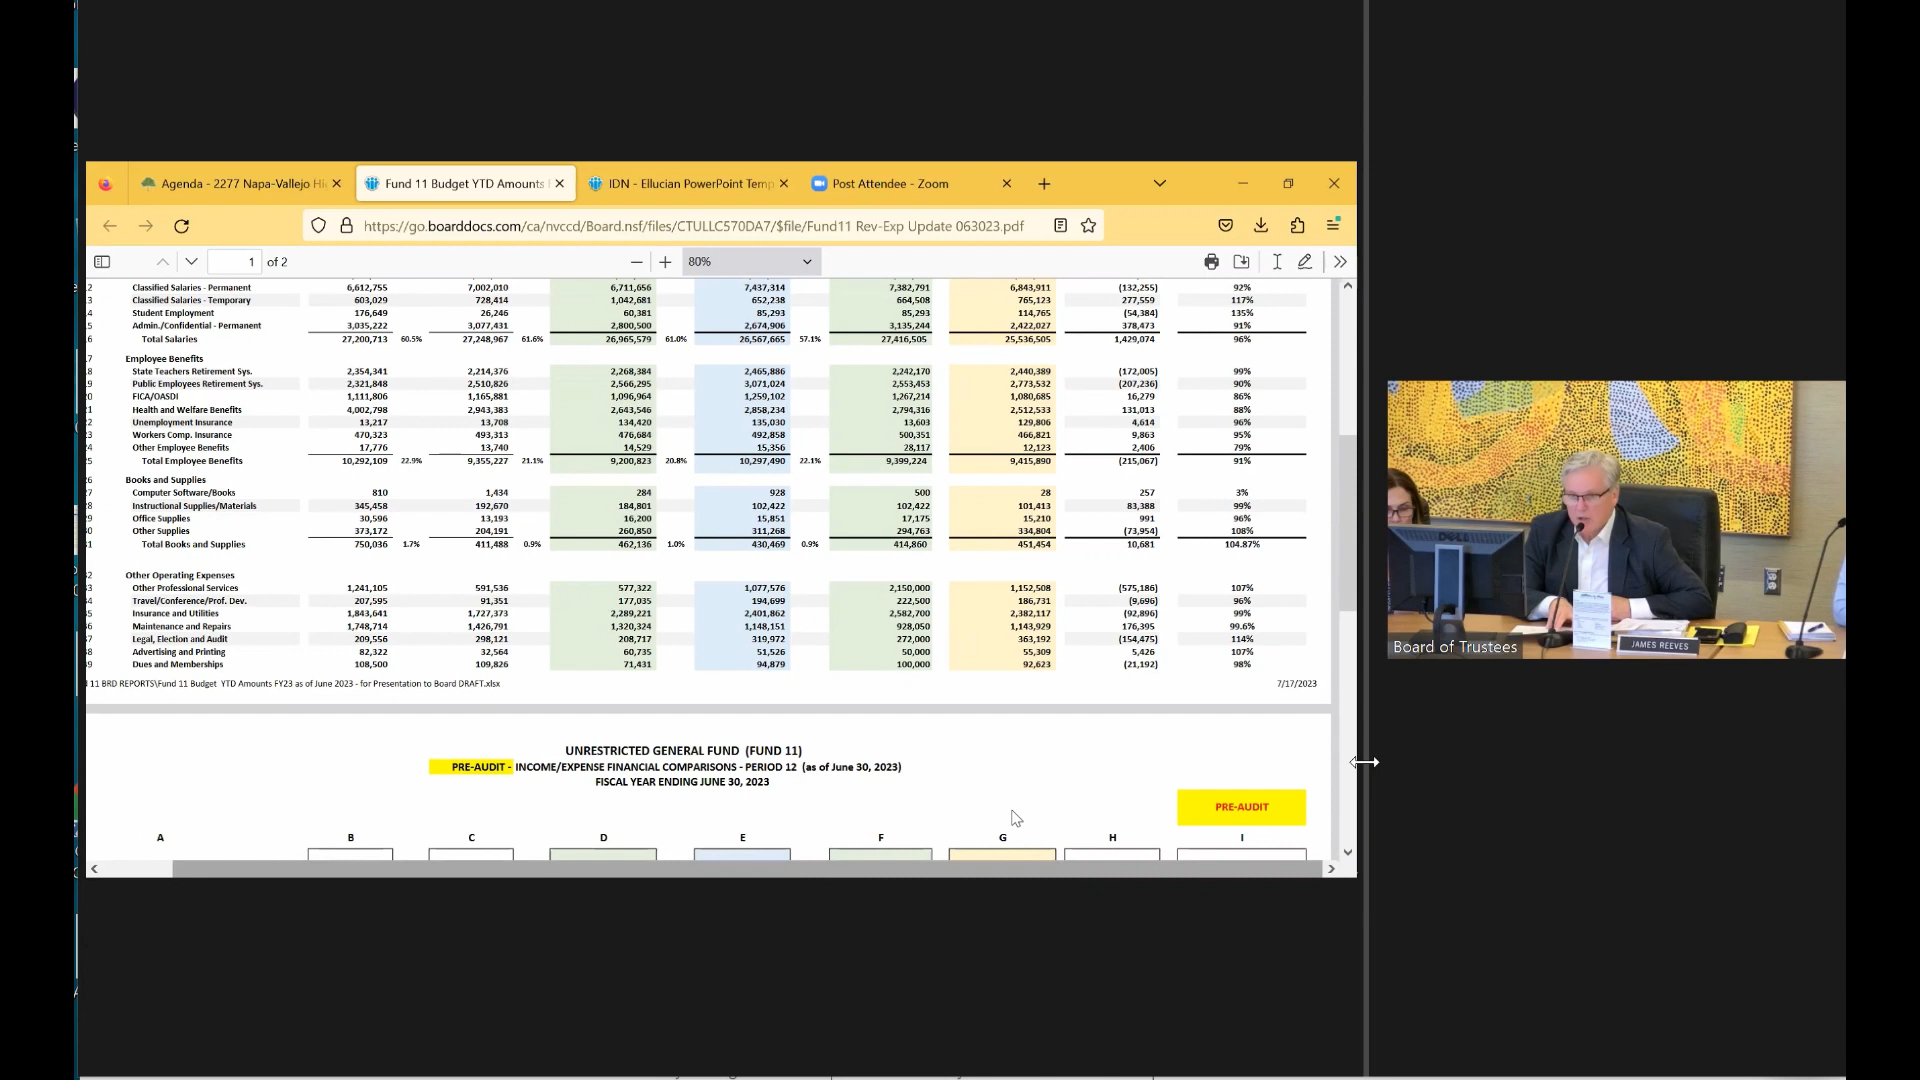 Agenda - 2277 Napa-Vallejo Hi
Fund 11 Budget YTD Amounts
IDN - Ellucian PowerPoint Temp
Post Attendee - Zoom
https://go.boarddocs.com/ca/nvccd/Board.nsf/files/CTULLC570DA7/$file/Fund11 Rev-Exp Update 063023.pdf
1 of 2 80%
12 Classified Salaries - Permanent 6,612,755 7,002,010 6,711,656 7,437,314 7,382,791 6,843,911 (132,255) 92%
13 Classified Salaries - Temporary 603,029 728,414 1,042,681 652,238 664,508 765,123 277,559 117%
14 Student Employment 176,649 26,246 60,381 85,293 85,293 114,765 (54,384) 135%
15 Admin./Confidential - Permanent 3,035,222 3,077,431 2,800,500 2,674,906 3,135,244 2,422,027 378,473 91%
16 Total Salaries 27,200,713 60.5% 27,248,967 61.6% 26,965,579 61.0% 26,567,665 57.1% 27,416,505 25,536,505 1,429,074 96%
17 Employee Benefits
18 State Teachers Retirement Sys. 2,354,341 2,214,376 2,268,384 2,465,886 2,242,170 2,440,389 (172,005) 99%
19 Public Employees Retirement Sys. 2,321,848 2,510,826 2,566,295 3,071,024 2,553,453 2,773,532 (207,236) 90%
20 FICA/OASDI 1,111,806 1,165,881 1,096,964 1,259,102 1,267,214 1,080,685 16,279 86%
21 Health and Welfare Benefits 4,002,798 2,943,383 2,643,546 2,858,234 2,794,316 2,512,533 131,013 88%
22 Unemployment Insurance 13,217 13,708 134,420 135,030 13,603 129,806 4,614 96%
23 Workers Comp. Insurance 470,323 493,313 476,684 492,858 500,351 466,821 9,863 95%
24 Other Employee Benefits 17,776 13,740 14,529 15,356 28,117 12,123 2,406 79%
25 Total Employee Benefits 10,292,109 22.9% 9,355,227 21.1% 9,200,823 20.8% 10,297,490 22.1% 9,399,224 9,415,890 (215,067) 91%
26 Books and Supplies
27 Computer Software/Books 810 1,434 284 928 500 28 257 3%
28 Instructional Supplies/Materials 345,458 192,670 184,801 102,422 102,422 101,413 83,388 99%
29 Office Supplies 30,596 13,193 16,200 15,851 17,175 15,210 991 96%
30 Other Supplies 373,172 204,191 260,850 311,268 294,763 334,804 (73,954) 108%
31 Total Books and Supplies 750,036 1.7% 411,488 0.9% 462,136 1.0% 430,469 0.9% 414,860 451,454 10,681 104.87%
32 Other Operating Expenses
33 Other Professional Services 1,241,105 591,536 577,322 1,077,576 2,150,000 1,152,508 (575,186) 107%
34 Travel/Conference/Prof. Dev. 207,595 91,351 177,035 194,699 222,500 186,731 (9,696) 96%
35 Insurance and Utilities 1,843,641 1,727,373 2,289,221 2,401,862 2,582,700 2,382,117 (92,896) 99%
36 Maintenance and Repairs 1,748,714 1,426,791 1,320,324 1,148,151 928,050 1,143,929 176,395 99.6%
37 Legal, Election and Audit 209,556 298,121 208,717 319,972 272,000 363,192 (154,475) 114%
38 Advertising and Printing 82,322 32,564 60,735 51,526 50,000 55,309 5,426 107%
39 Dues and Memberships 108,500 109,826 71,431 94,879 100,000 92,623 (21,192) 98%
11 BRD REPORTS\Fund 11 Budget YTD Amounts FY23 as of June 2023 - for Presentation to Board DRAFT.xlsx 7/17/2023
UNRESTRICTED GENERAL FUND (FUND 11)
PRE-AUDIT - INCOME/EXPENSE FINANCIAL COMPARISONS - PERIOD 12 (as of June 30, 2023)
FISCAL YEAR ENDING JUNE 30, 2023
PRE-AUDIT
A B C D E F G H I
DELL
JAMES REEVES
Board of Trustees